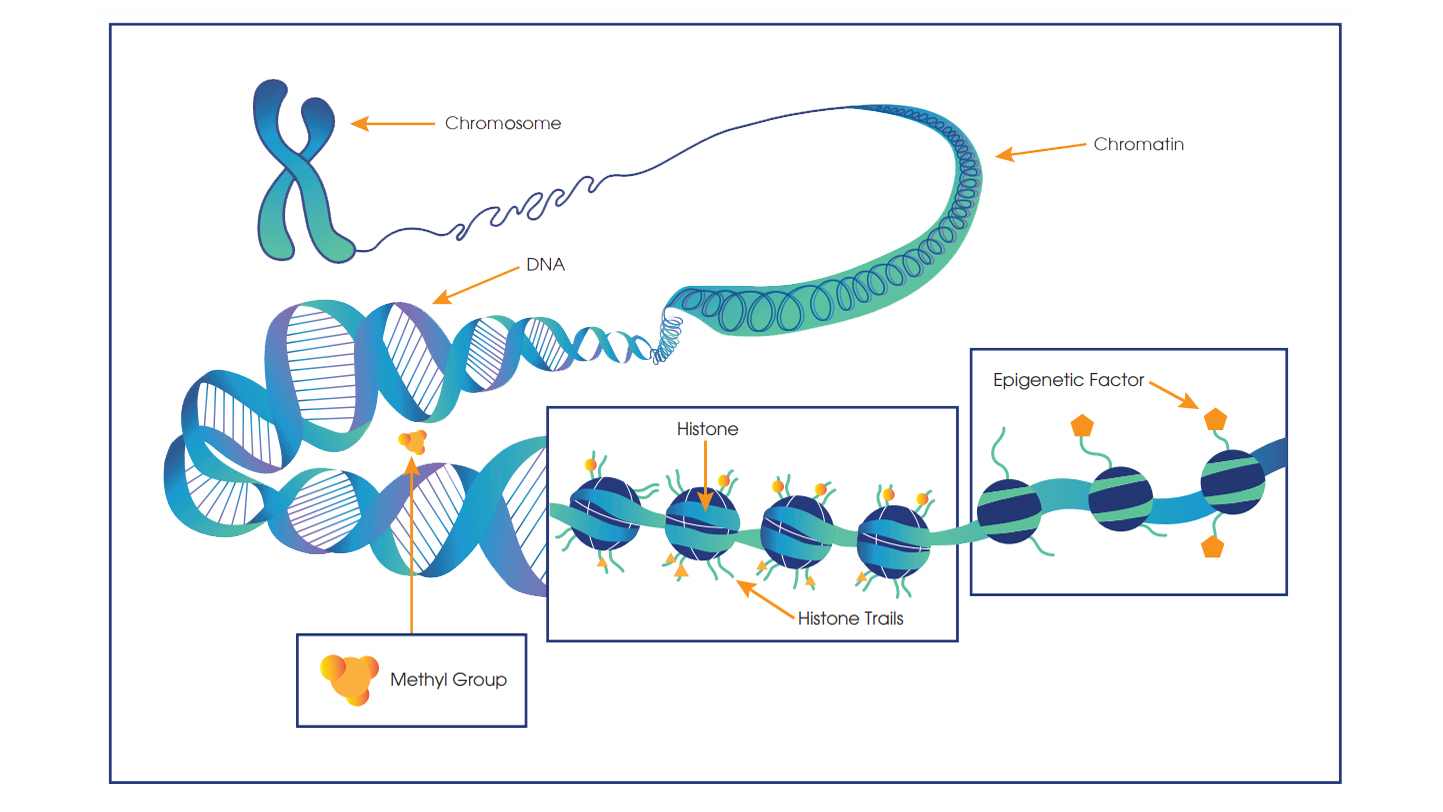 Chromosome
Chromatin
DNA
Epigenetic Factor
Histone
Histone Trails
Methyl Group